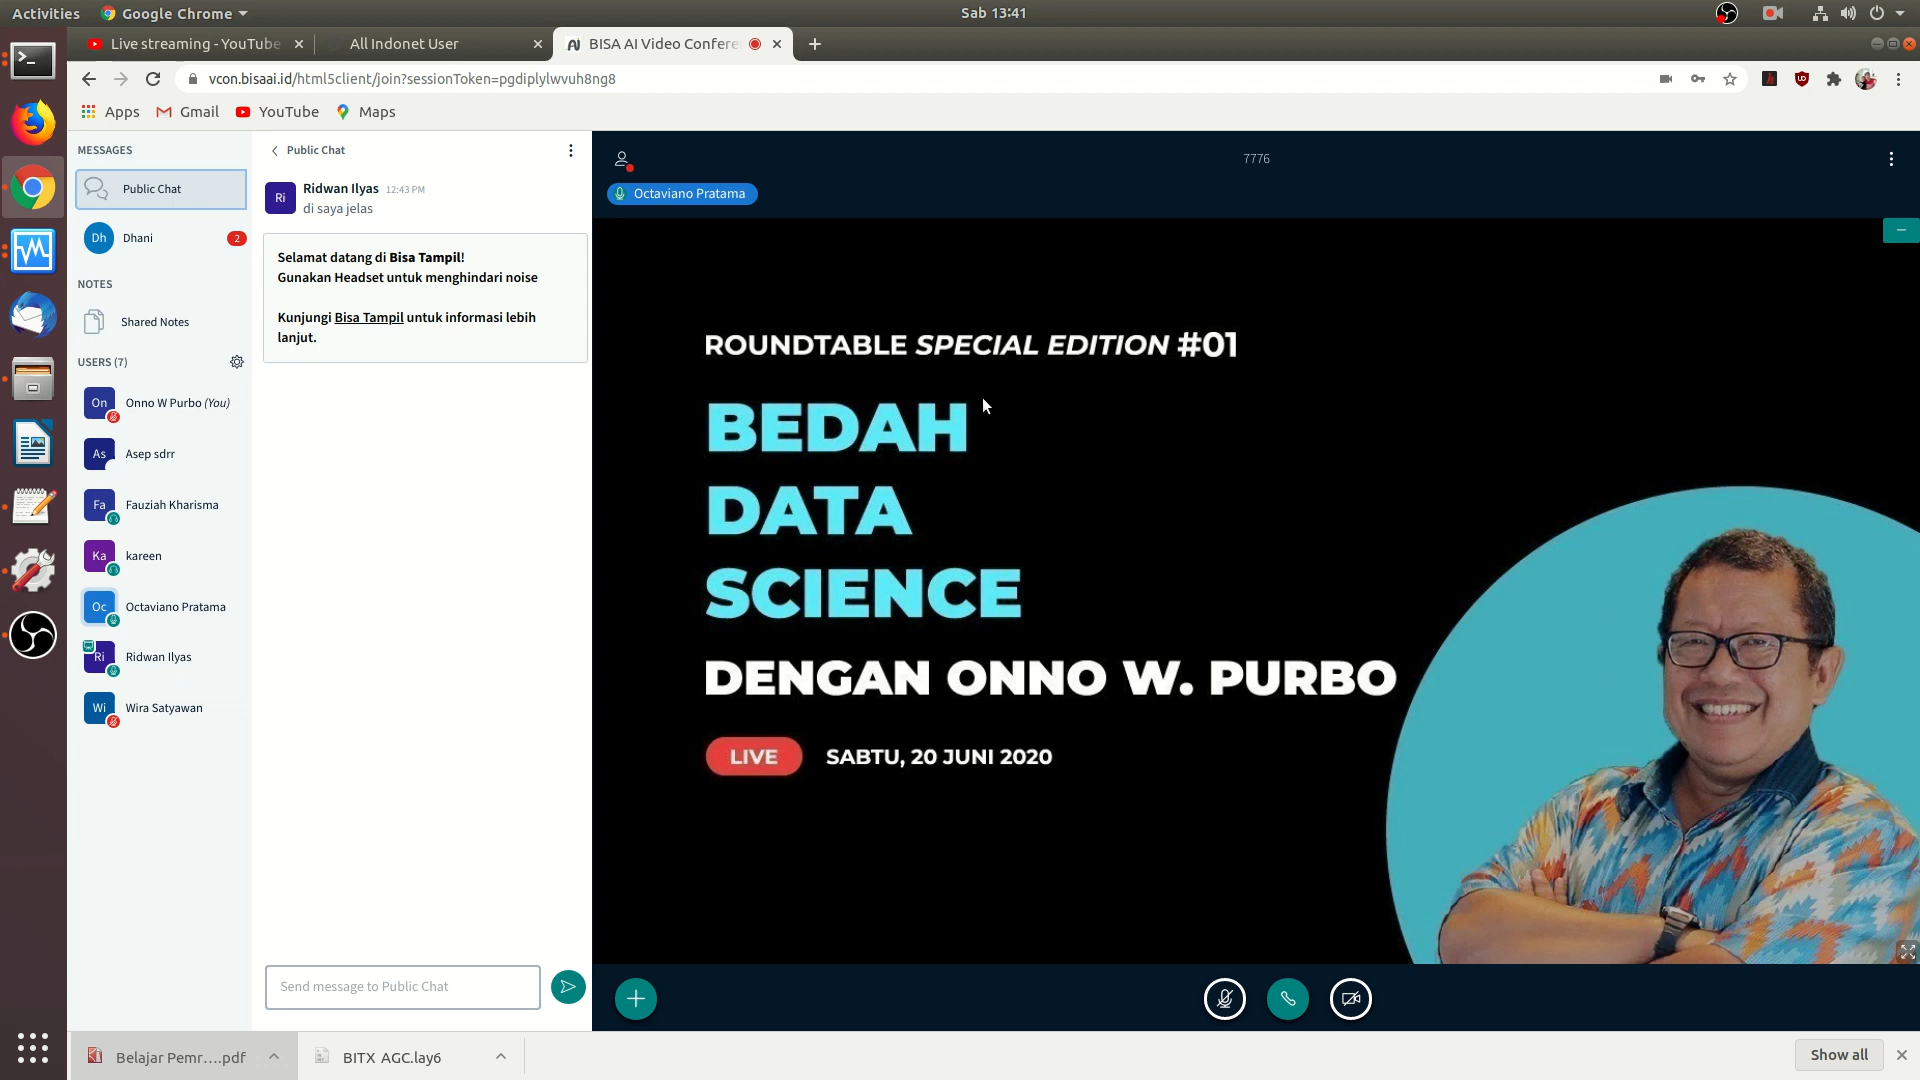 Activities
Google Chrome
Sab 13:41
Live streaming - YouTube
All Indonet User
BISA AI Video Confere
vcon.bisaai.id/html5client/join?sessionToken=pgdiplylwvuh8ng8
Apps
Gmail
YouTube
Maps
MESSAGES
Public Chat
Dh
Dhani
2
NOTES
Shared Notes
USERS (7)
On
Onno W Purbo (You)
As
Asep sdrr
Fa
Fauziah Kharisma
Ka
kareen
Oc
Octaviano Pratama
Ri
Ridwan Ilyas
Wi
Wira Satyawan
Public Chat
Ri
Ridwan Ilyas 12:43 PM
di saya jelas
Selamat datang di Bisa Tampil!
Gunakan Headset untuk menghindari noise
Kunjungi Bisa Tampil untuk informasi lebih
lanjut.
Send message to Public Chat
7776
Octaviano Pratama
ROUNDTABLE SPECIAL EDITION #01
BEDAH
DATA
SCIENCE
DENGAN ONNO W. PURBO
LIVE
SABTU, 20 JUNI 2020
Belajar Pemr....pdf
BITX AGC.lay6
Show all